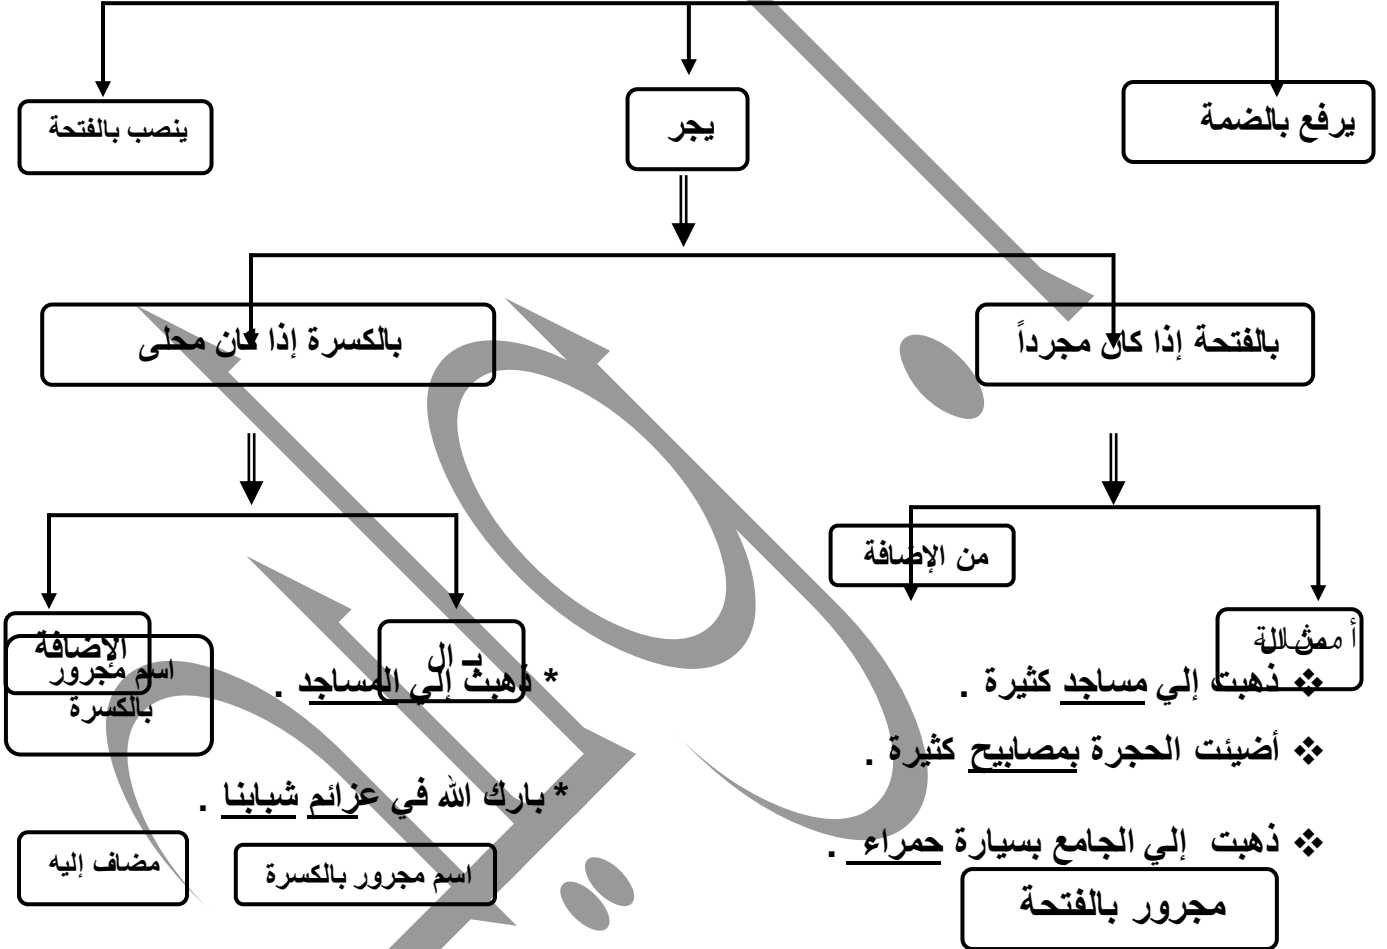 يرفع بالضمة
يجر
ينصب بالفتحة
بالفتحة إذا كان مجرداً
بالكسرة إذا كان محلى
من الإضافة
بـ ال
الإضافة
❖ ذهبت إلي مساجد كثيرة .
❖ أضيئت الحجرة بمصابيح كثيرة .
❖ ذهبت إلي الجامع بسيارة حمراء .
مجرور بالفتحة
* ذهبت إلي المساجد .
اسم مجرور
بالكسرة
* بارك الله في عزائم شبابنا .
اسم مجرور بالكسرة
مضاف إليه